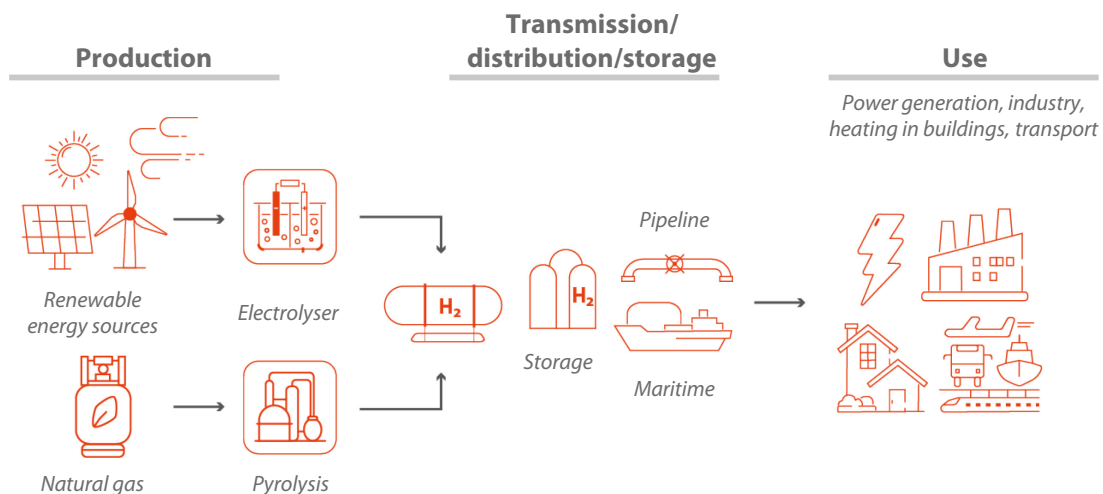 Production
Transmission/
distribution/storage
Use
Power generation, industry,
heating in buildings, transport
Renewable
energy sources
Electrolyser
H₂
H₂
Storage
Pipeline
Maritime
Natural gas
Pyrolysis